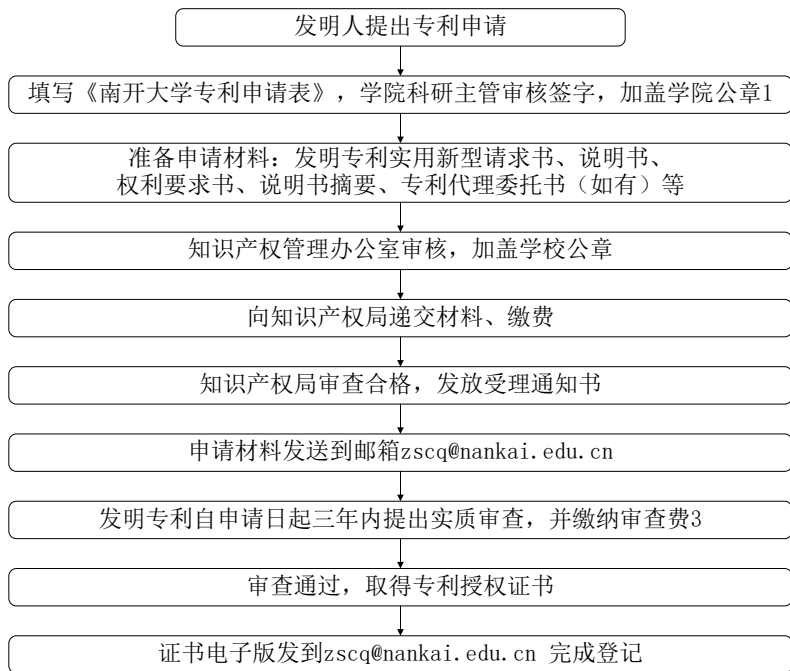 发明人提出专利申请
填写《南开大学专利申请表》，学院科研主管审核签字，加盖学院公章1
准备申请材料：发明专利实用新型请求书、说明书、
权利要求书、说明书摘要、专利代理委托书（如有）等
知识产权管理办公室审核，加盖学校公章
向知识产权局递交材料、缴费
知识产权局审查合格，发放受理通知书
申请材料发送到邮箱zscq@nankai.edu.cn
发明专利自申请日起三年内提出实质审查，并缴纳审查费3
审查通过，取得专利授权证书
证书电子版发到zscq@nankai.edu.cn 完成登记